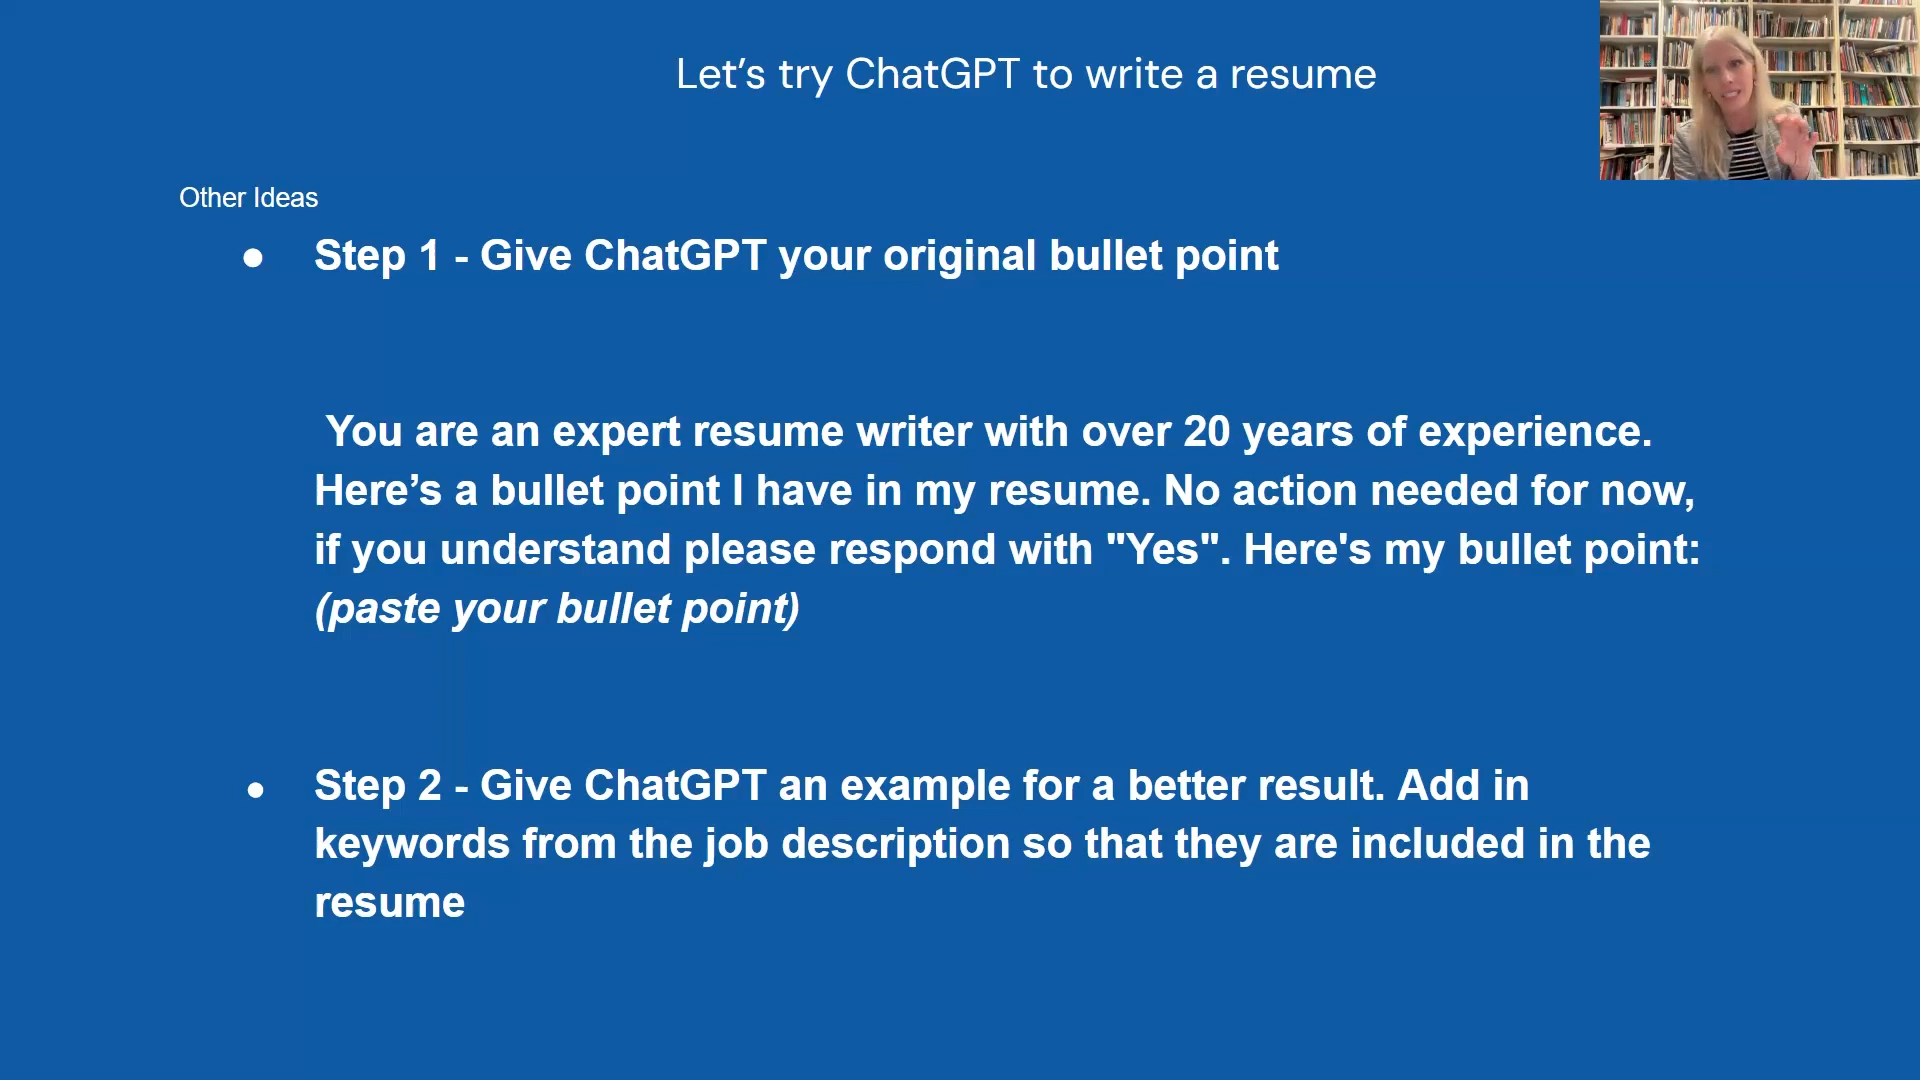 Let’s try ChatGPT to write a resume
Other Ideas
● Step 1 - Give ChatGPT your original bullet point
You are an expert resume writer with over 20 years of experience.
Here’s a bullet point I have in my resume. No action needed for now,
if you understand please respond with "Yes". Here's my bullet point:
(paste your bullet point)
● Step 2 - Give ChatGPT an example for a better result. Add in
keywords from the job description so that they are included in the
resume